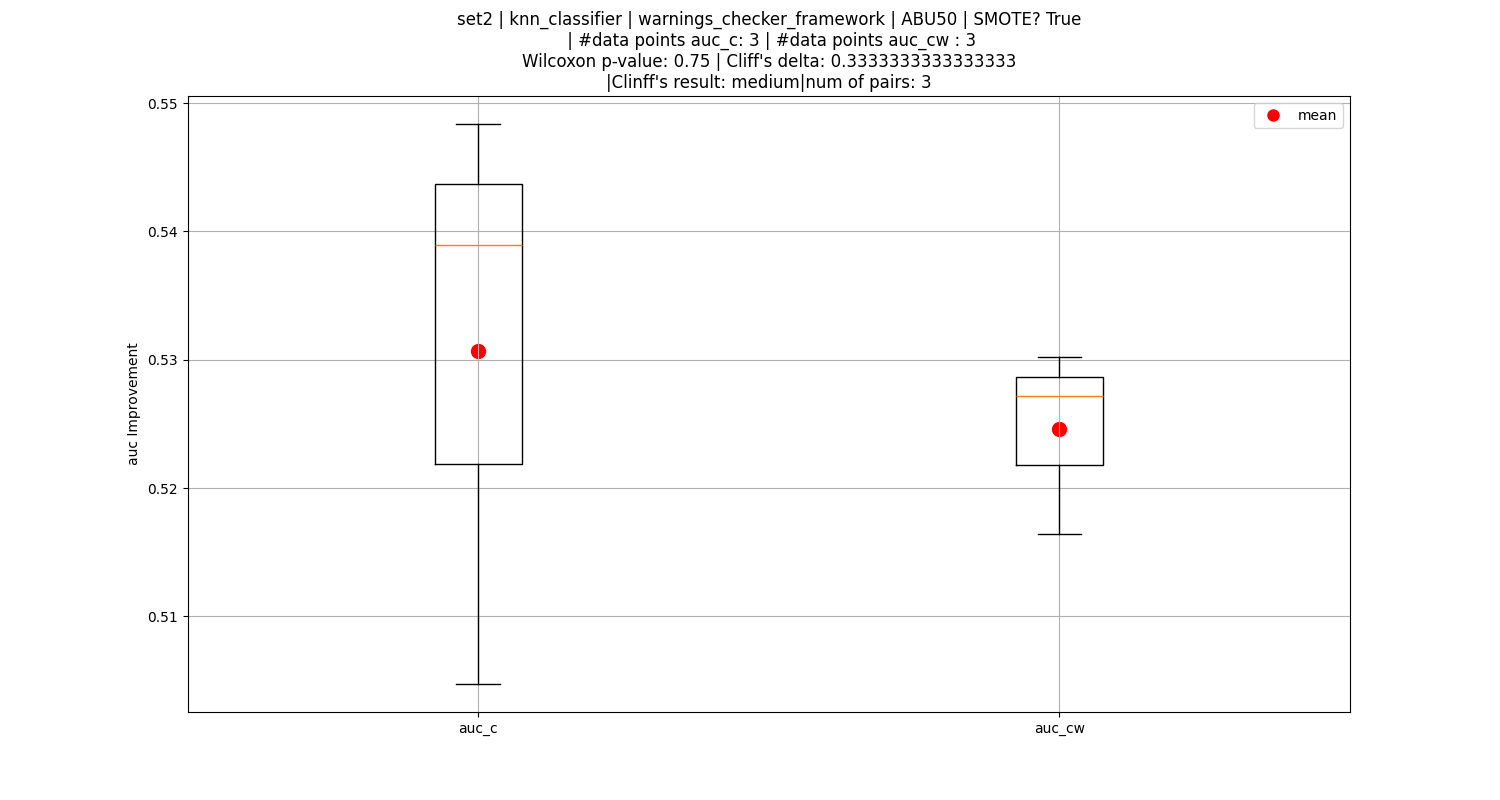 set2 | knn_classifier | warnings_checker_framework | ABU50 | SMOTE? True
| #data points auc_c: 3 | #data points auc_cw : 3
Wilcoxon p-value: 0.75 | Cliff's delta: 0.3333333333333333
|Clinff's result: medium|num of pairs: 3
0.55
0.54
0.53
0.52
0.51
auc Improvement
mean
auc_c
auc_cw